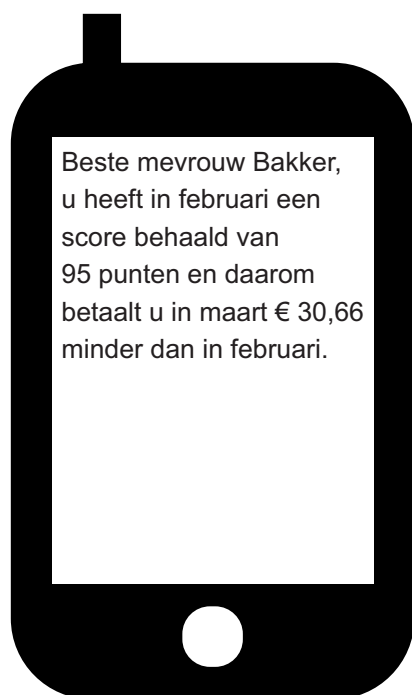 Beste mevrouw Bakker,
u heeft in februari een
score behaald van
95 punten en daarom
betaalt u in maart € 30,66
minder dan in februari.